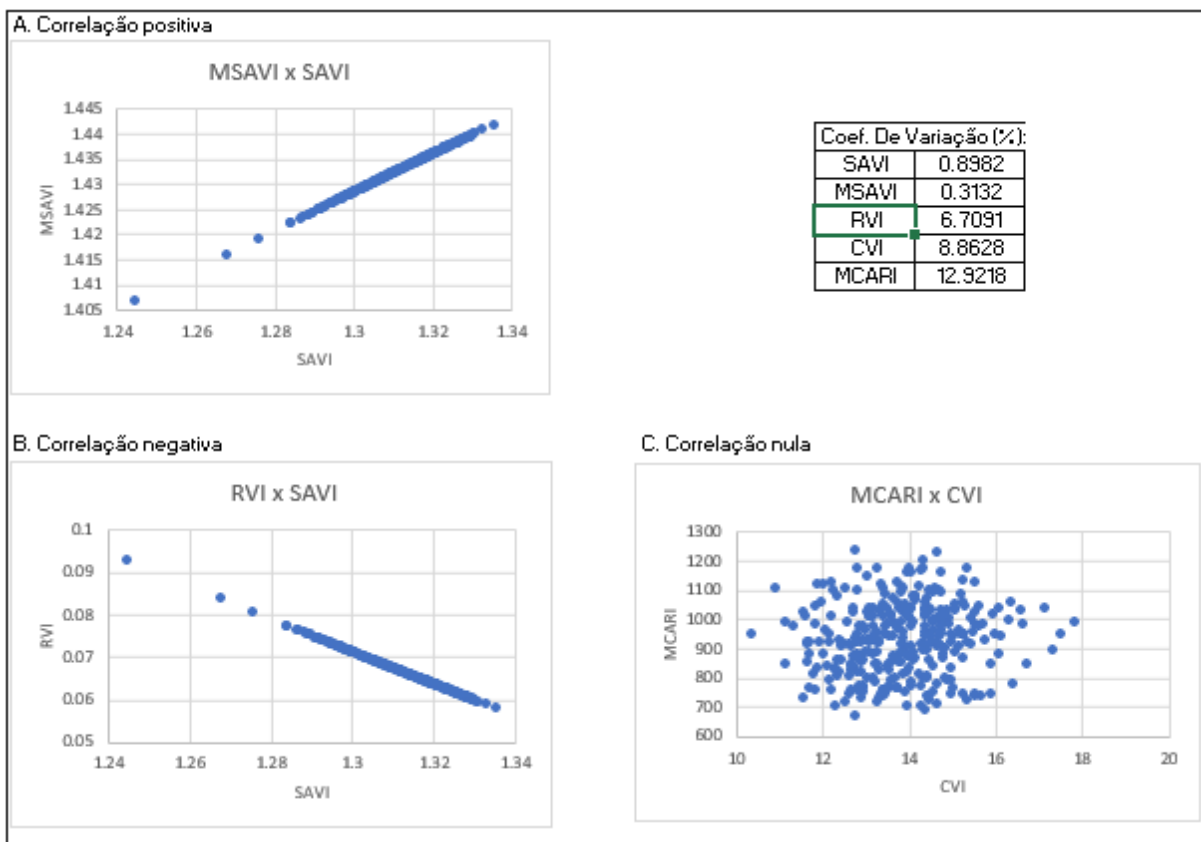 A. Correlação positiva
MSAVI x SAVI
1.445
1.44
1.435
1.43
1.425
1.42
1.415
1.41
1.405
MSAVI
1.24 1.26 1.28 1.3 1.32 1.34
SAVI
Coef. De Variação (%):
SAVI 0.8982
MSAVI 0.3132
RVI 6.7091
CVI 8.8628
MCARI 12.9218
B. Correlação negativa
RVI x SAVI
0.1
0.09
0.08
0.07
0.06
0.05
RVI
1.24 1.26 1.28 1.3 1.32 1.34
SAVI
C. Correlação nula
MCARI x CVI
1300
1200
1100
1000
900
800
700
600
MCARI
10 12 14 16 18 20
CVI